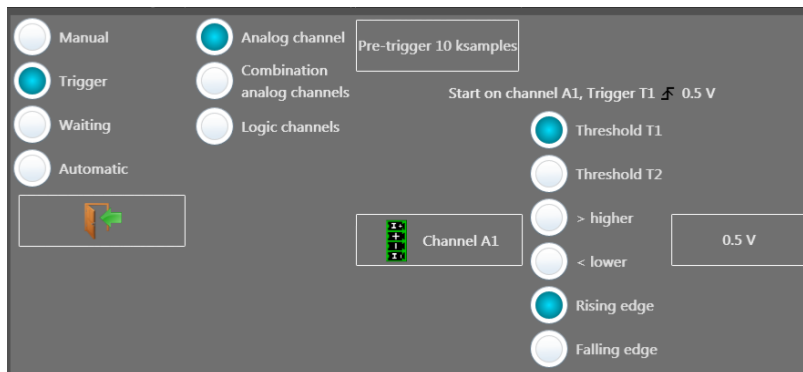 Manual
Trigger
Waiting
Automatic
Analog channel
Combination
analog channels
Logic channels
Pre-trigger 10 ksamples
Start on channel A1, Trigger T1 0.5 V
Threshold T1
Threshold T2
> higher
< lower
Rising edge
Falling edge
Channel A1
0.5 V